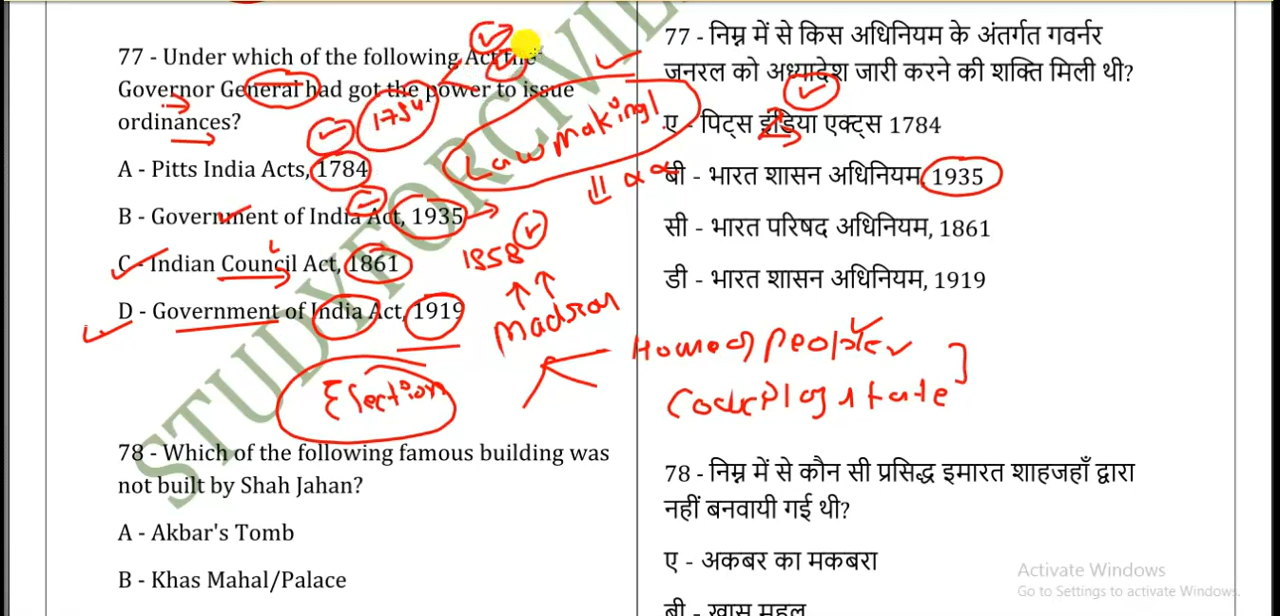 77 - Under which of the following Act the
Governor General had got the power to issue
ordinances?
A - Pitts India Acts, 1784
B - Government of India Act, 1935
C - Indian Council Act, 1861
D - Government of India Act, 1919
1784
Law making
1858
Election
78 - Which of the following famous building was
not built by Shah Jahan?
A - Akbar's Tomb
B - Khas Mahal/Palace
77 - निम्न में से किस अधिनियम के अंतर्गत गवर्नर
जनरल को अध्यादेश जारी करने की शक्ति मिली थी?
ए - पिट्स इंडिया एक्ट्स 1784
बी - भारत शासन अधिनियम, 1935
सी - भारत परिषद अधिनियम, 1861
डी - भारत शासन अधिनियम, 1919
78 - निम्न में से कौन सी प्रसिद्ध इमारत शाहजहाँ द्वारा
नहीं बनवायी गई थी?
ए - अकबर का मकबरा
बी - खास महल
Activate Windows
Go to Settings to activate Windows.